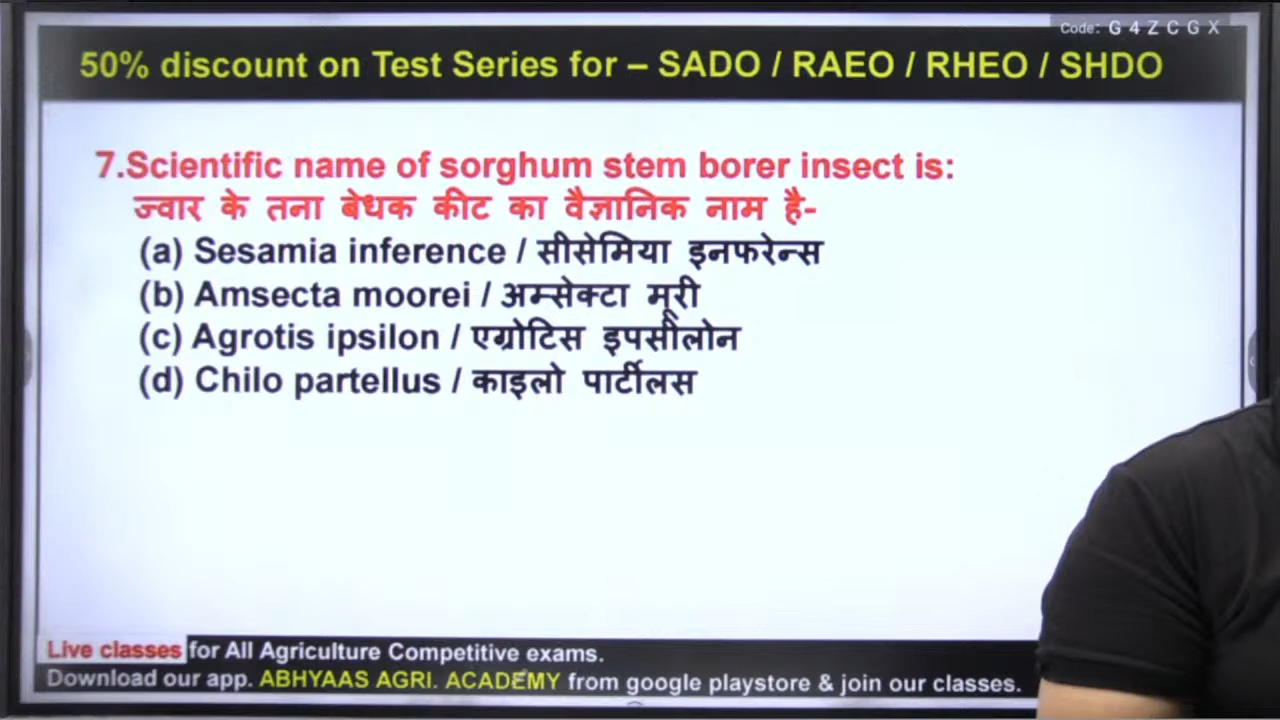 Code: G 4 Z C G X
50% discount on Test Series for – SADO / RAEO / RHEO / SHDO
7.Scientific name of sorghum stem borer insect is:
ज्वार के तना बेधक कीट का वैज्ञानिक नाम है-
(a) Sesamia inference / सीसेमिया इनफरेन्स
(b) Amsecta moorei / अम्सेक्टा मूरी
(c) Agrotis ipsilon / एग्रोटिस इपसीलोन
(d) Chilo partellus / काइलो पार्टीलस
Live classes for All Agriculture Competitive exams.
Download our app. ABHYAAS AGRI. ACADEMY from google playstore & join our classes.